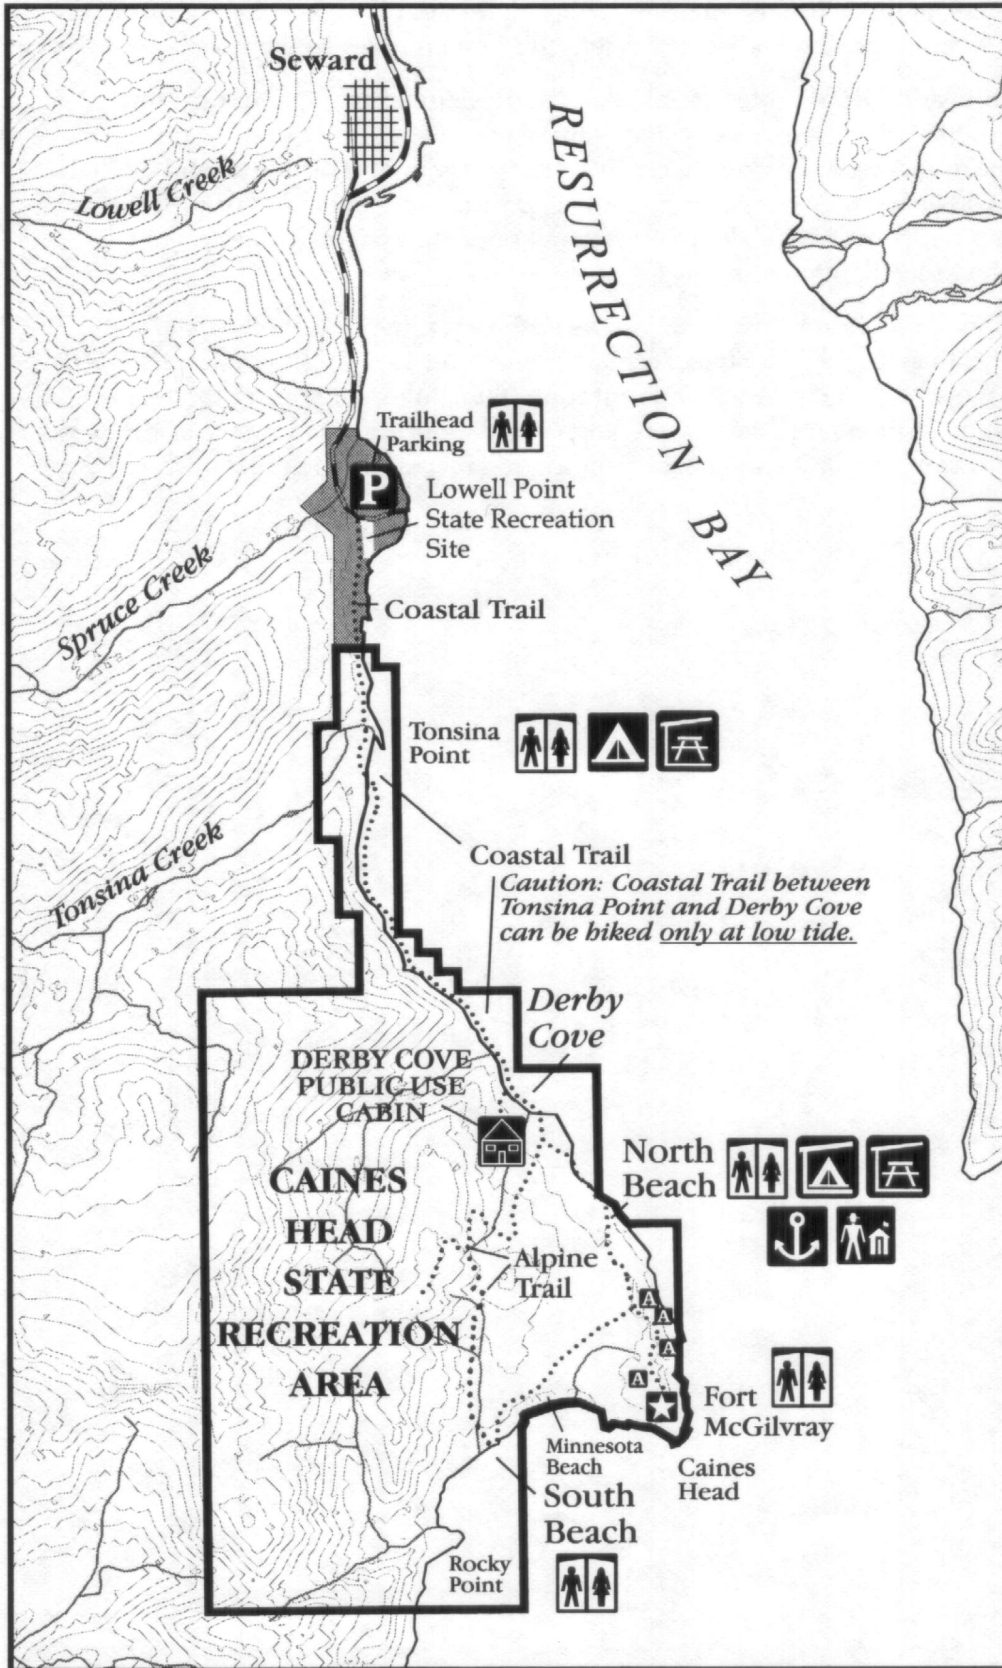 Seward
Lowell Creek
RESURRECTION BAY
Trailhead
Parking
P
Lowell Point
State Recreation
Site
Spruce Creek
Coastal Trail
Tonsina
Point
Tonsina Creek
Coastal Trail
Caution: Coastal Trail between
Tonsina Point and Derby Cove
can be hiked only at low tide.
Derby
Cove
DERBY COVE
PUBLIC USE
CABIN
North
Beach
CAINES
HEAD
STATE
RECREATION
AREA
Alpine
Trail
A
A
A
A
Fort
McGilvray
Minnesota
Beach
Caines
Head
South
Beach
Rocky
Point